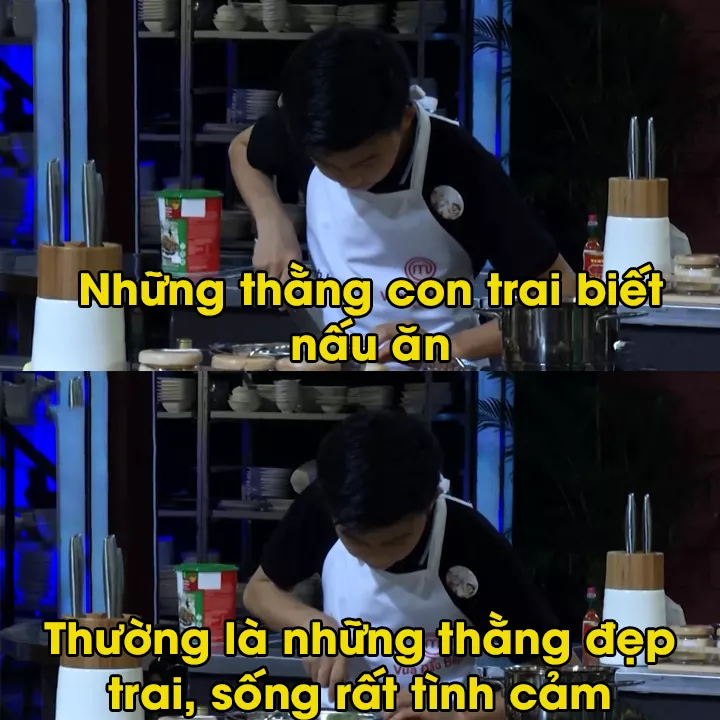 Những thằng con trai biết
nấu ăn
Thường là những thằng đẹp
trai, sống rất tình cảm